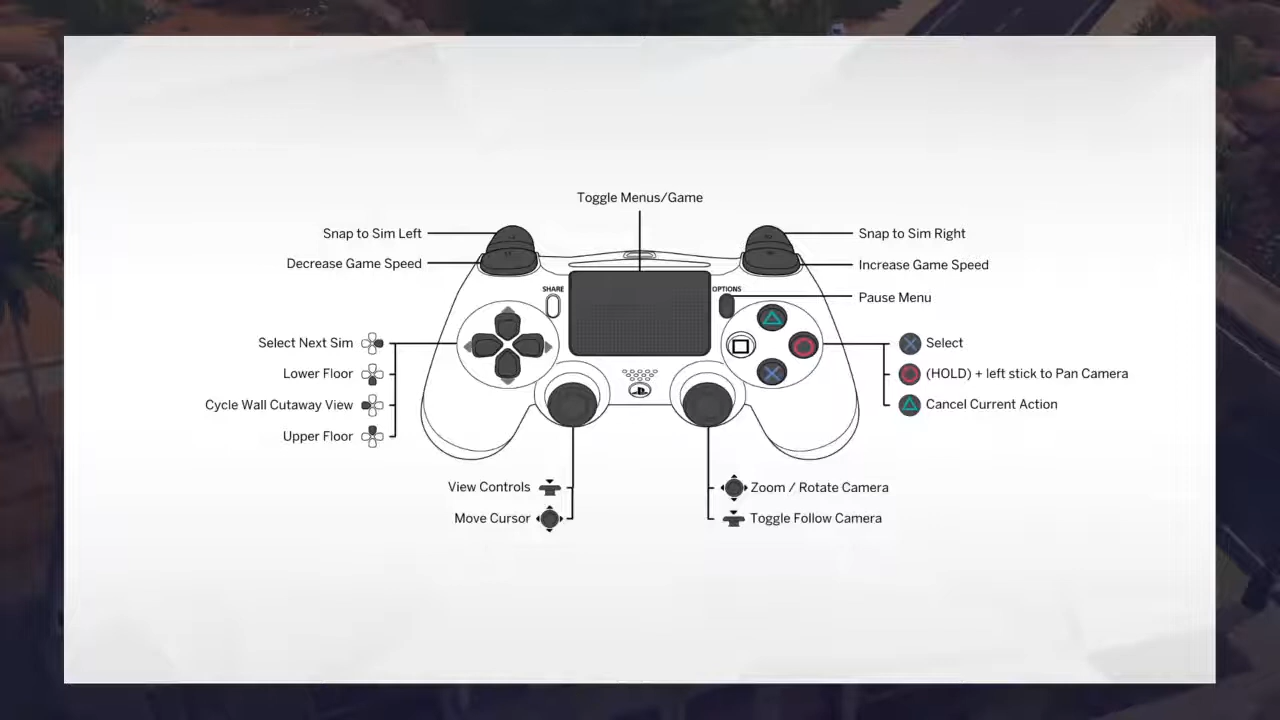 Toggle Menus/Game
Snap to Sim Left
Snap to Sim Right
Decrease Game Speed
Increase Game Speed
SHARE
OPTIONS
Pause Menu
Select Next Sim
Lower Floor
Cycle Wall Cutaway View
Upper Floor
Select
(HOLD) + left stick to Pan Camera
Cancel Current Action
View Controls
Move Cursor
Zoom / Rotate Camera
Toggle Follow Camera